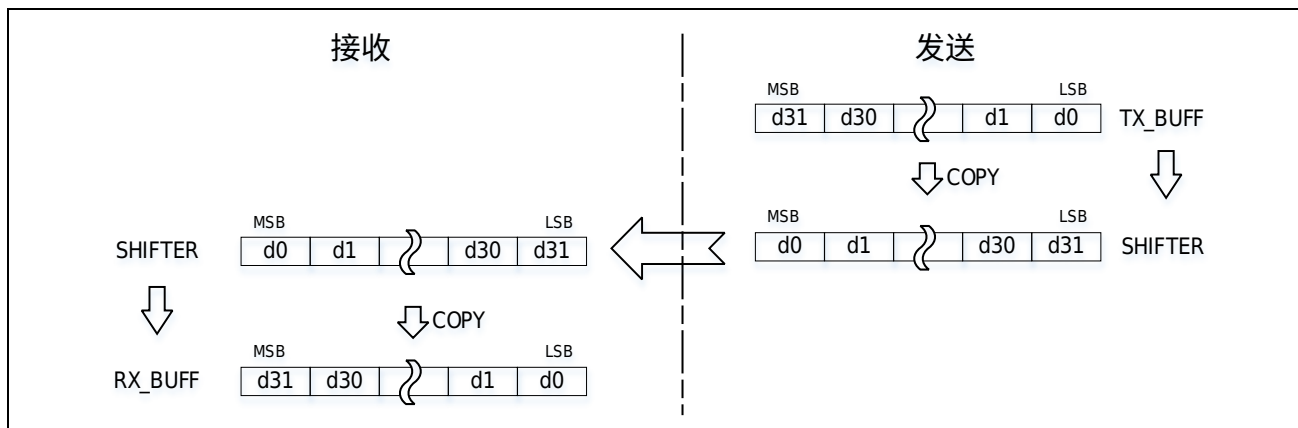 接收
SHIFTER
MSB LSB
d0 d1 d30 d31
COPY
RX_BUFF
MSB LSB
d31 d30 d1 d0
发送
MSB LSB
d31 d30 d1 d0
TX_BUFF
COPY
MSB LSB
d0 d1 d30 d31
SHIFTER